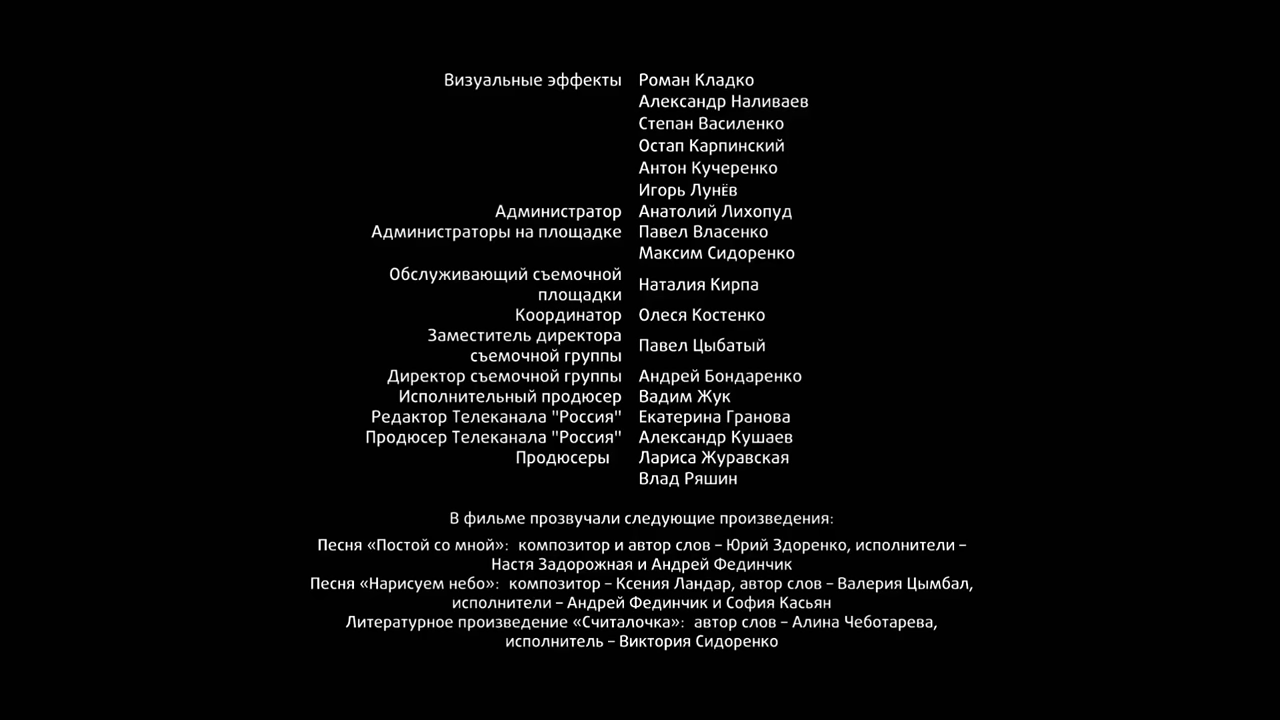 Визуальные эффекты Роман Кладко
Александр Наливаев
Степан Василенко
Остап Карпинский
Антон Кучеренко
Игорь Лунёв
Администратор Анатолий Лихопуд
Администраторы на площадке Павел Власенко
Максим Сидоренко
Обслуживающий съемочной
площадки Наталия Кирпа
Координатор Олеся Костенко
Заместитель директора
съемочной группы Павел Цыбатый
Директор съемочной группы Андрей Бондаренко
Исполнительный продюсер Вадим Жук
Редактор Телеканала "Россия" Екатерина Гранова
Продюсер Телеканала "Россия" Александр Кушаев
Продюсеры Лариса Журавская
Влад Ряшин
В фильме прозвучали следующие произведения:
Песня «Постой со мной»: композитор и автор слов – Юрий Здоренко, исполнители –
Настя Задорожная и Андрей Фединчик
Песня «Нарисуем небо»: композитор – Ксения Ландар, автор слов – Валерия Цымбал,
исполнители – Андрей Фединчик и София Касьян
Литературное произведение «Считалочка»: автор слов – Алина Чеботарева,
исполнитель – Виктория Сидоренко